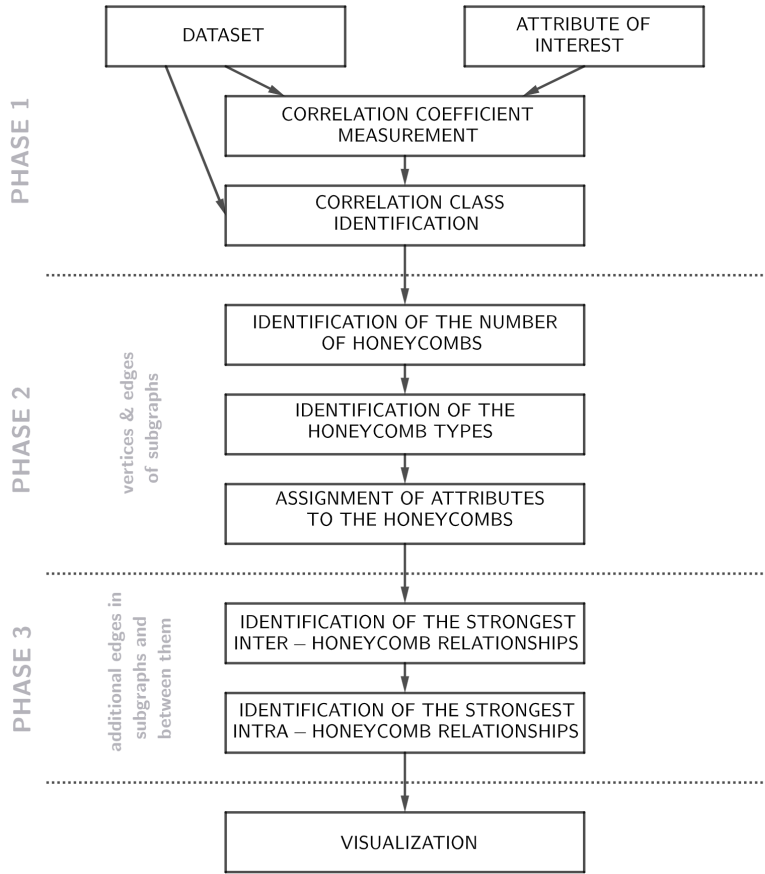 DATASET
ATTRIBUTE OF
INTEREST
PHASE 1
CORRELATION COEFFICIENT
MEASUREMENT
CORRELATION CLASS
IDENTIFICATION
PHASE 2
vertices & edges
of subgraphs
IDENTIFICATION OF THE NUMBER
OF HONEYCOMBS
IDENTIFICATION OF THE
HONEYCOMB TYPES
ASSIGNMENT OF ATTRIBUTES
TO THE HONEYCOMBS
PHASE 3
additional edges in
subgraphs and
between them
IDENTIFICATION OF THE STRONGEST
INTER – HONEYCOMB RELATIONSHIPS
IDENTIFICATION OF THE STRONGEST
INTRA – HONEYCOMB RELATIONSHIPS
VISUALIZATION